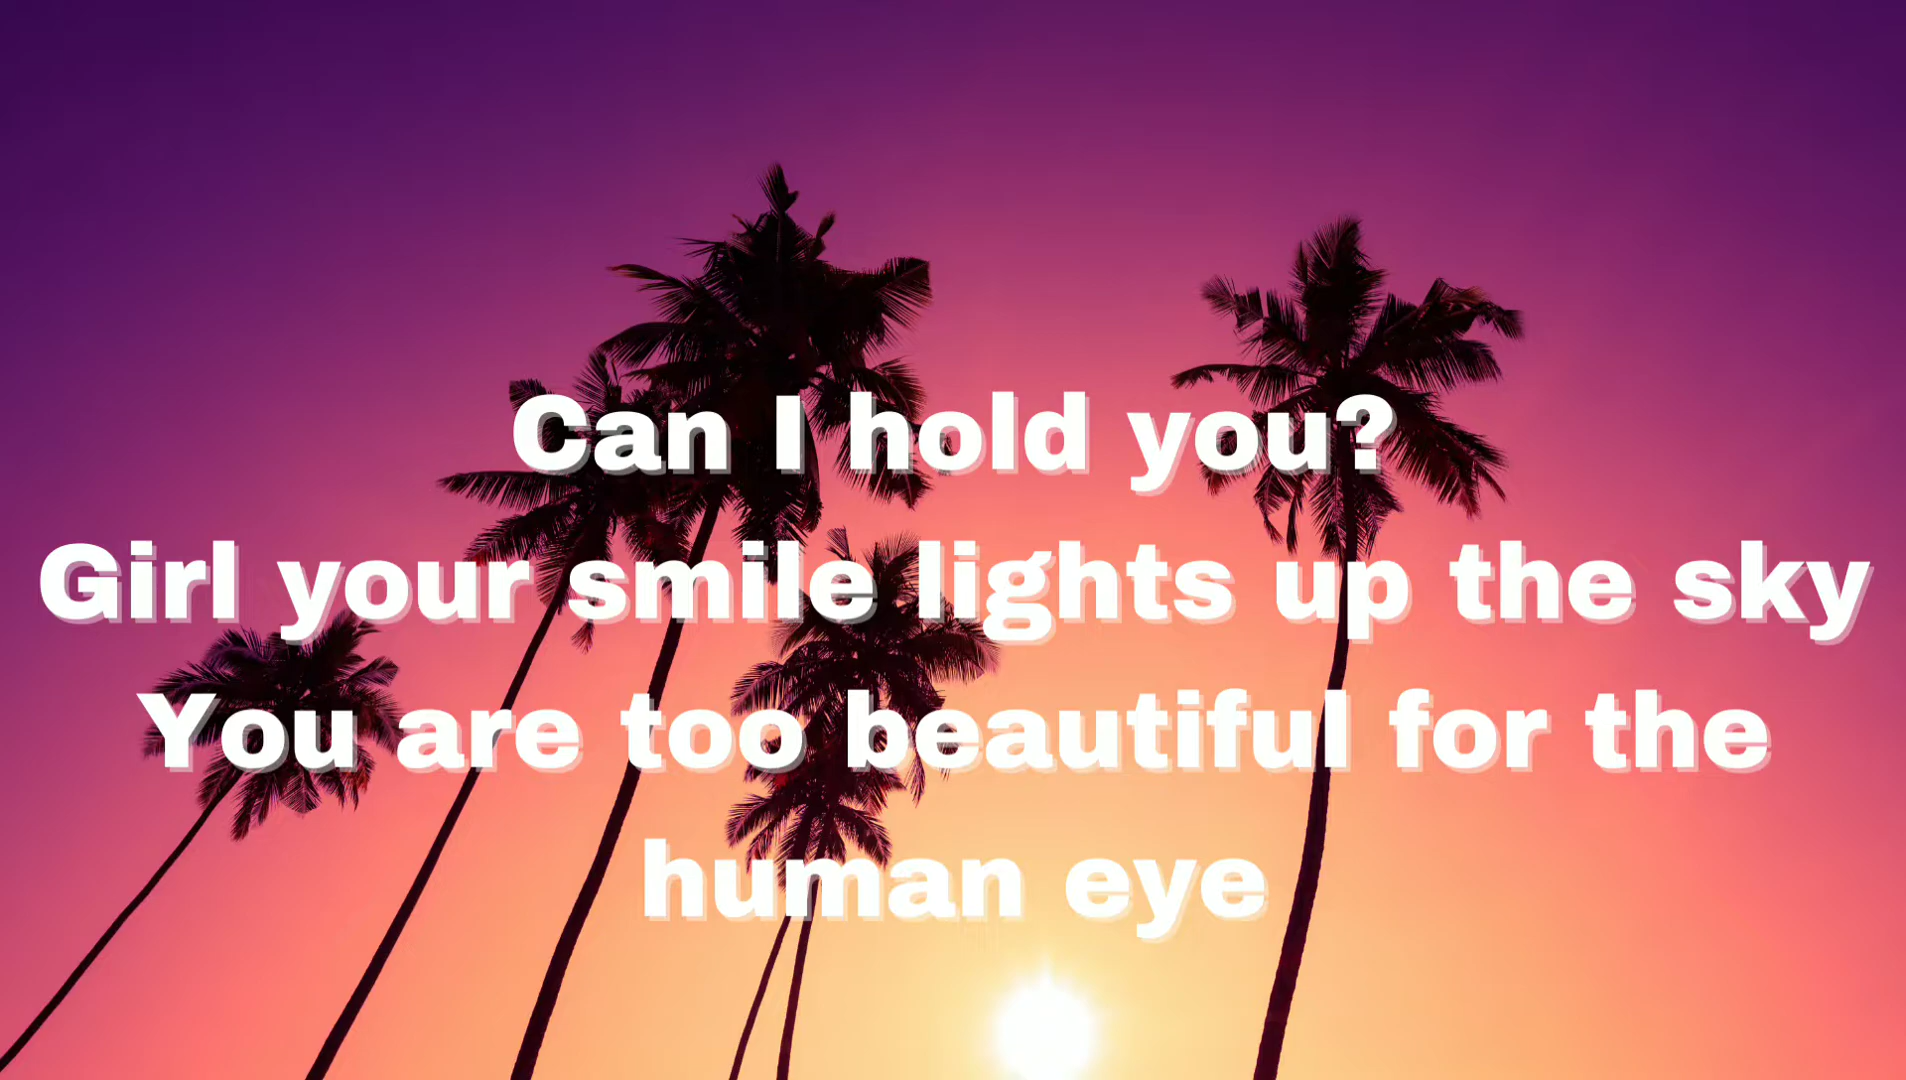 Can I hold you?
Girl your smile lights up the sky
You are too beautiful for the
human eye